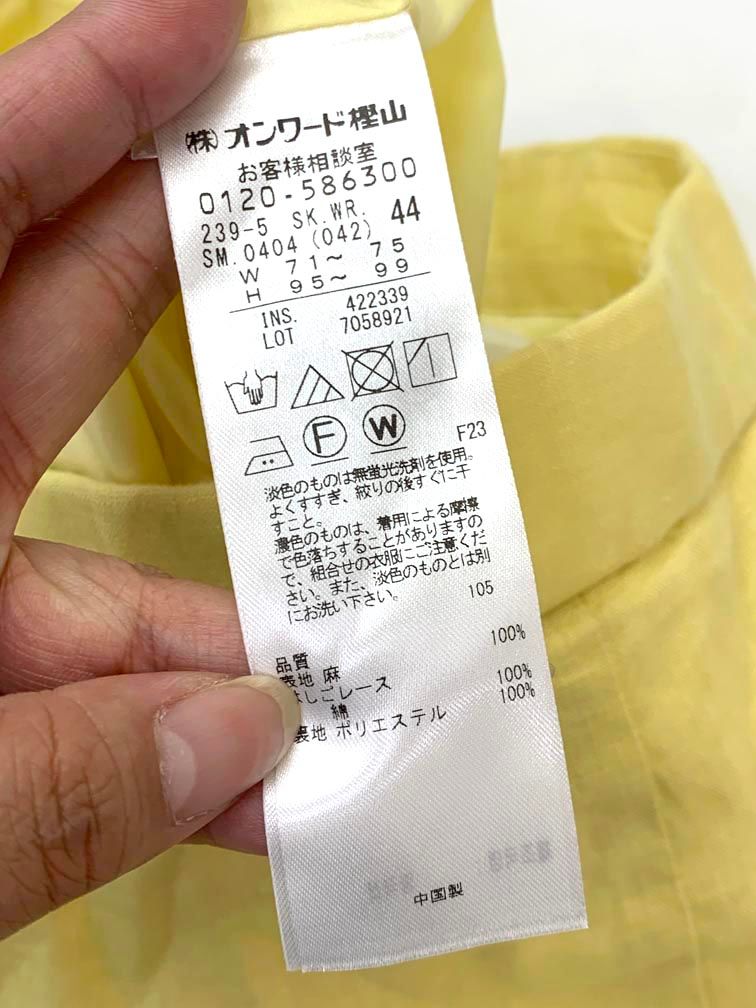 ㈱オンワード樫山
お客様相談室
0120-586300
239-5 SK.WR. 44
SM.0404 (042)
W 71～ 75
H 95～ 99
INS. 422339
LOT 7058921
F W
F23
淡色のものは無蛍光洗剤を使用。
よくすすぎ、絞りの後すぐに干
すこと。
濃色のものは、着用による摩擦
で色落ちすることがありますの
で、組合せの衣服にご注意くだ
さい。また、淡色のものとは別
にお洗い下さい。 105
品質
表地 麻 100%
はしごレース
綿 100%
裏地 ポリエステル 100%
中国製